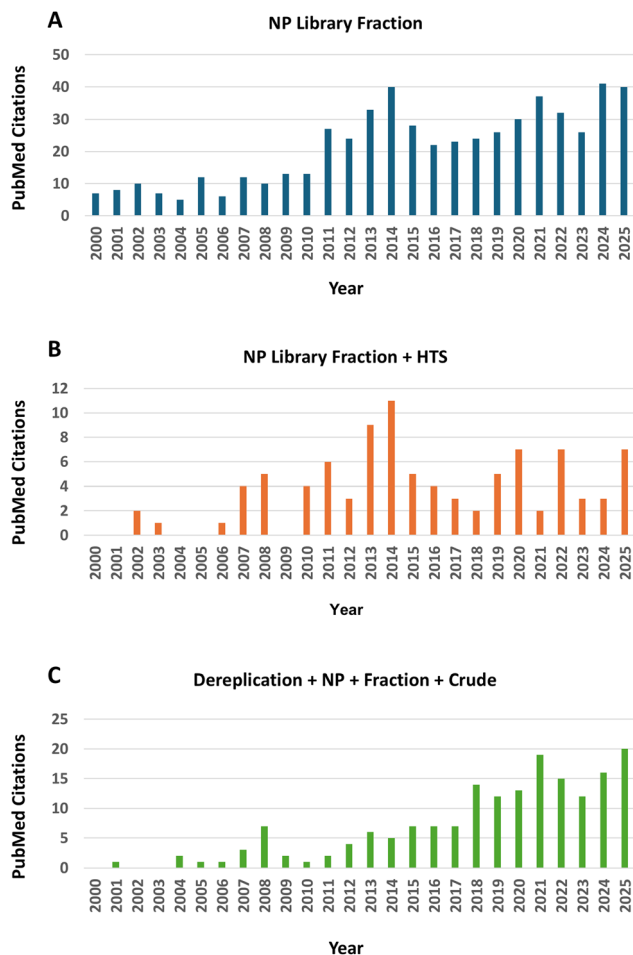 A
NP Library Fraction
PubMed Citations
50
40
30
20
10
0
2000 2001 2002 2003 2004 2005 2006 2007 2008 2009 2010 2011 2012 2013 2014 2015 2016 2017 2018 2019 2020 2021 2022 2023 2024 2025
Year
B
NP Library Fraction + HTS
PubMed Citations
12
10
8
6
4
2
0
2000 2001 2002 2003 2004 2005 2006 2007 2008 2009 2010 2011 2012 2013 2014 2015 2016 2017 2018 2019 2020 2021 2022 2023 2024 2025
Year
C
Dereplication + NP + Fraction + Crude
PubMed Citations
25
20
15
10
5
0
2000 2001 2002 2003 2004 2005 2006 2007 2008 2009 2010 2011 2012 2013 2014 2015 2016 2017 2018 2019 2020 2021 2022 2023 2024 2025
Year